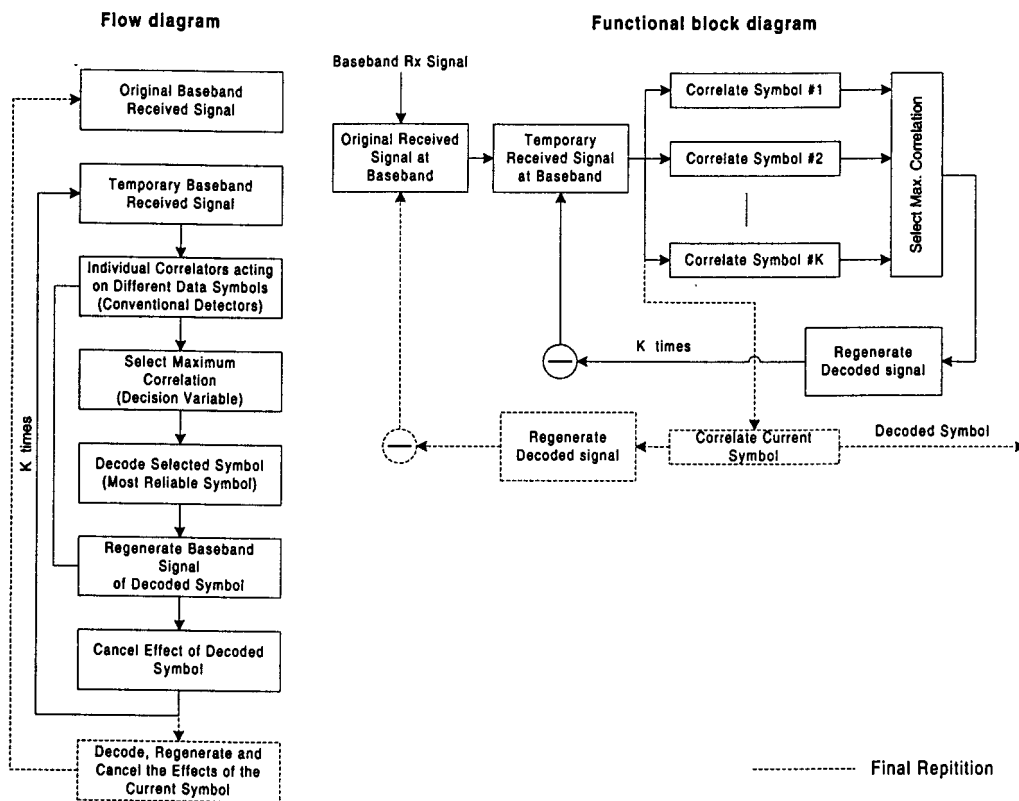 Flow diagram
Original Baseband
Received Signal
Temporary Baseband
Received Signal
Individual Correlators acting
on Different Data Symbols
(Conventional Detectors)
Select Maximum
Correlation
(Decision Variable)
Decode Selected Symbol
(Most Reliable Symbol)
Regenerate Baseband
Signal
of Decoded Symbol
Cancel Effect of Decoded
Symbol
Decode, Regenerate and
Cancel the Effects of the
Current Symbol
K times
Functional block diagram
Baseband Rx Signal
Original Received
Signal at
Baseband
Temporary
Received Signal
at Baseband
Correlate Symbol #1
Correlate Symbol #2
Correlate Symbol #K
Select Max. Correlation
K times
Regenerate
Decoded signal
Regenerate
Decoded signal
Correlate Current
Symbol
Decoded Symbol
Final Repitition